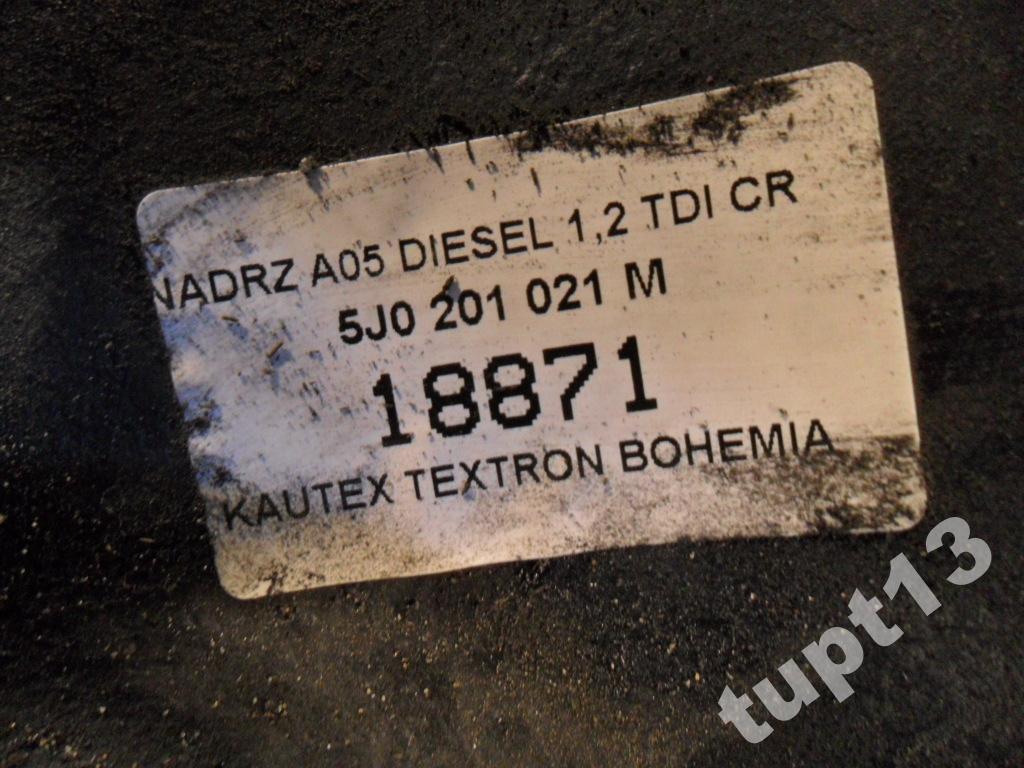 NADRZ A05 DIESEL 1,2 TDI CR
5J0 201 021 M
18871
KAUTEX TEXTRON BOHEMIA
tupt13